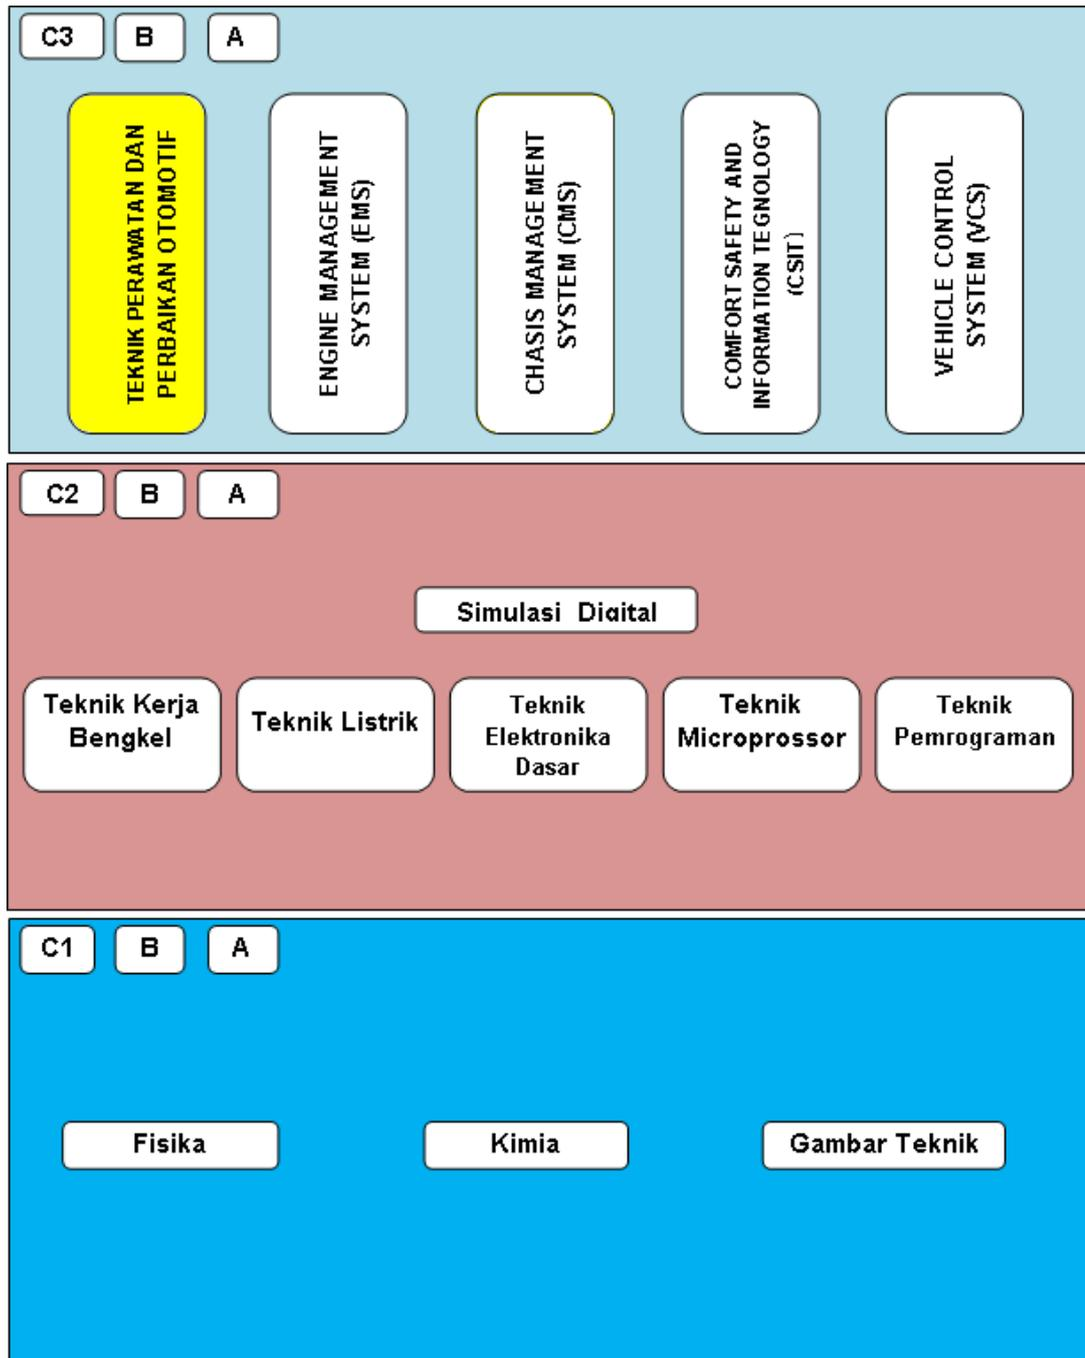 C3 B A
TEKNIK PERAWATAN DAN
PERBAIKAN OTOMOTIF
ENGINE MANAGEMENT
SYSTEM (EMS)
CHASIS MANAGEMENT
SYSTEM (CMS)
COMFORT SAFETY AND
INFORMATION TEGNOLOGY
(CSIT)
VEHICLE CONTROL
SYSTEM (VCS)
C2 B A
Simulasi Digital
Teknik Kerja
Bengkel
Teknik Listrik
Teknik
Elektronika
Dasar
Teknik
Microprossor
Teknik
Pemrograman
C1 B A
Fisika
Kimia
Gambar Teknik